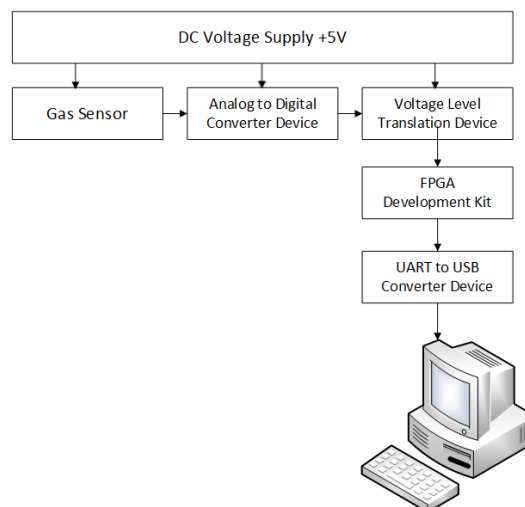 DC Voltage Supply +5V
Gas Sensor
Analog to Digital
Converter Device
Voltage Level
Translation Device
FPGA
Development Kit
UART to USB
Converter Device